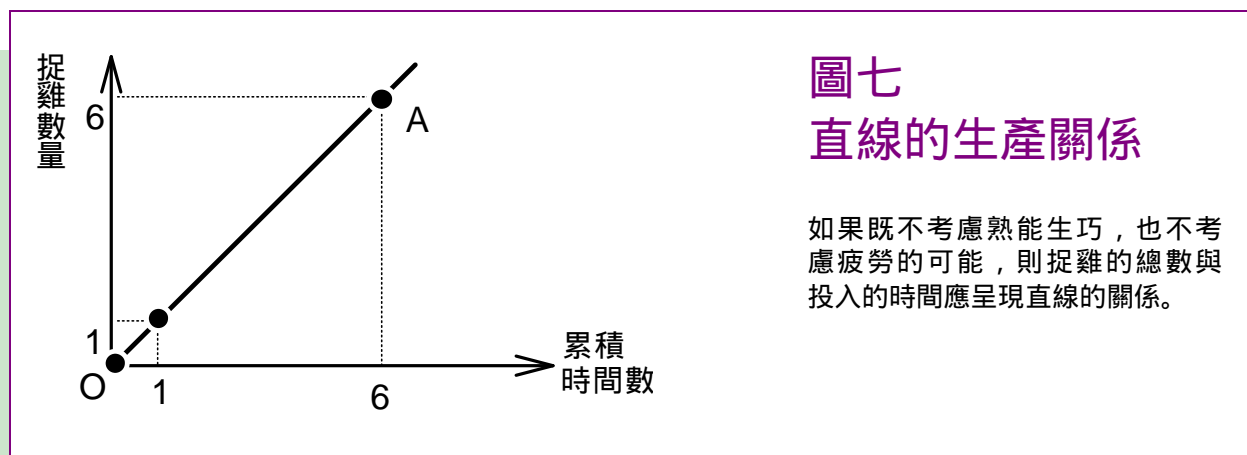 捉雞數量
6
A
1
O
1
6
累積
時間數
圖七
直線的生產關係
如果既不考慮熟能生巧，也不考
慮疲勞的可能，則捉雞的總數與
投入的時間應呈現直線的關係。